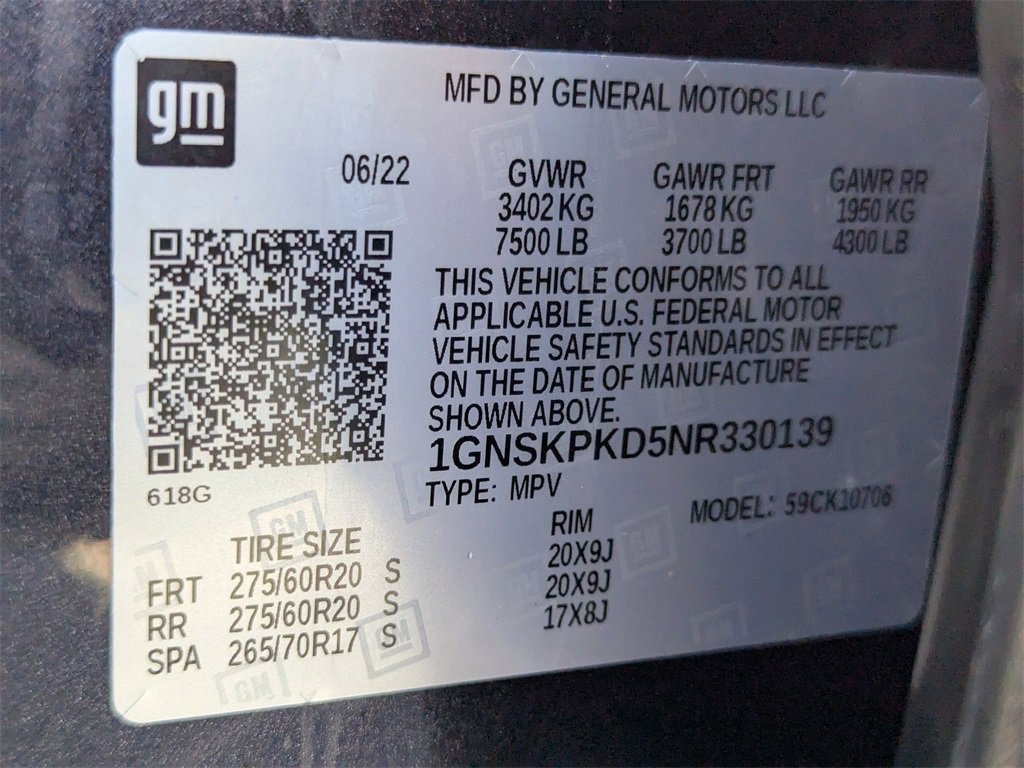 gm
MFD BY GENERAL MOTORS LLC
06/22
GVWR GAWR FRT GAWR RR
3402 KG 1678 KG 1950 KG
7500 LB 3700 LB 4300 LB
THIS VEHICLE CONFORMS TO ALL
APPLICABLE U.S. FEDERAL MOTOR
VEHICLE SAFETY STANDARDS IN EFFECT
ON THE DATE OF MANUFACTURE
SHOWN ABOVE.
1GNSKPKD5NR330139
TYPE: MPV MODEL: 59CK10706
618G
TIRE SIZE RIM
FRT 275/60R20 S 20X9J
RR 275/60R20 S 20X9J
SPA 265/70R17 S 17X8J